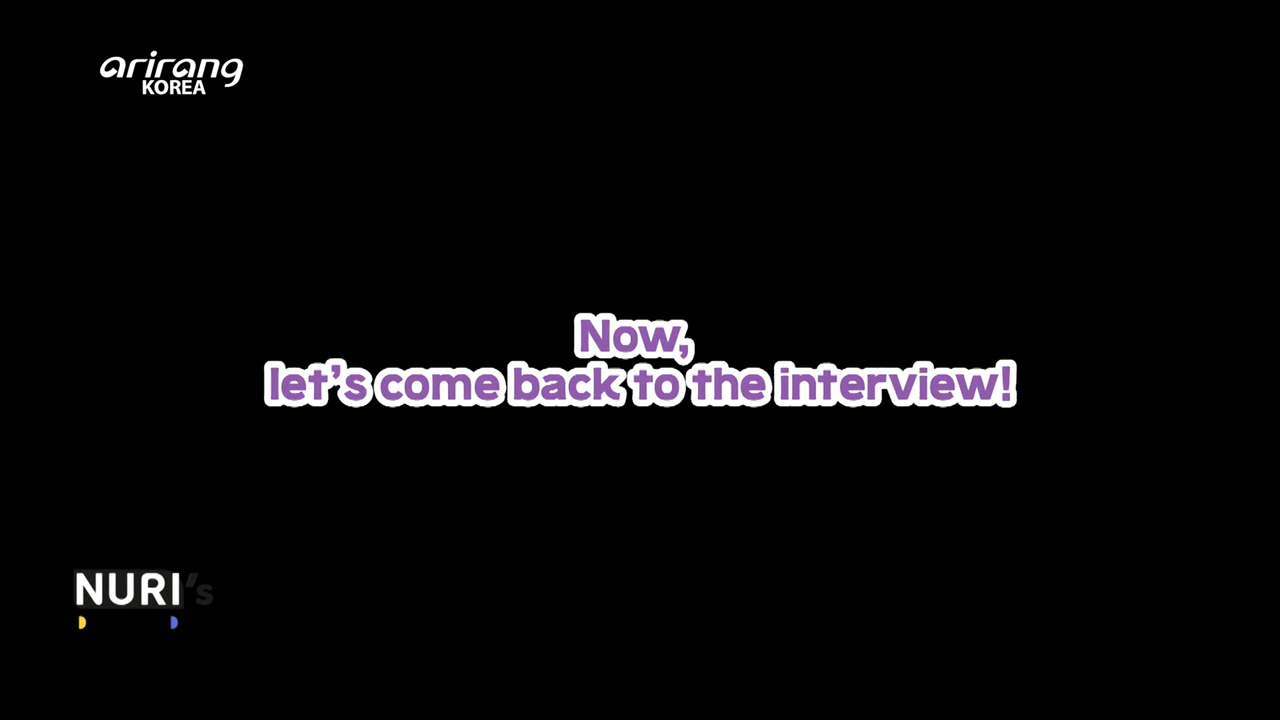 arirang
KOREA
Now,
let’s come back to the interview!
NURI’s